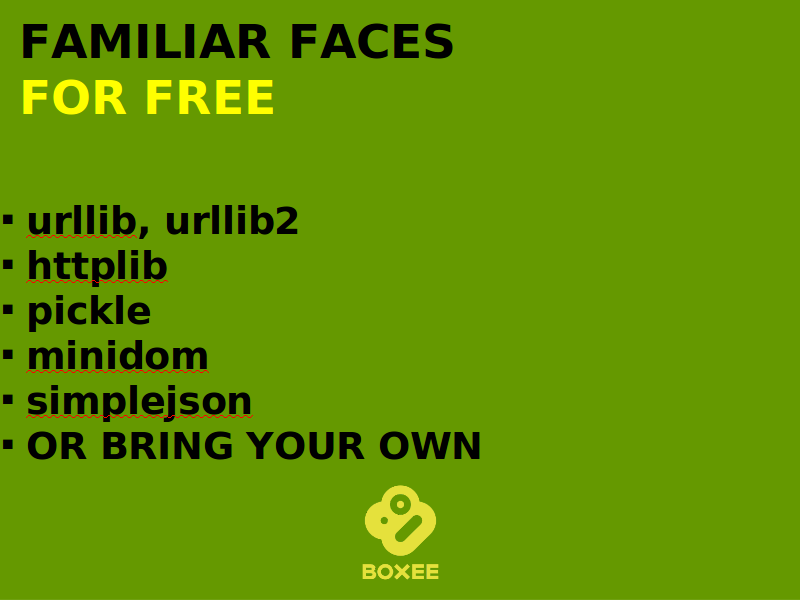 FAMILIAR FACES
FOR FREE
▪ urllib, urllib2
▪ httplib
▪ pickle
▪ minidom
▪ simplejson
▪ OR BRING YOUR OWN
BOXEE